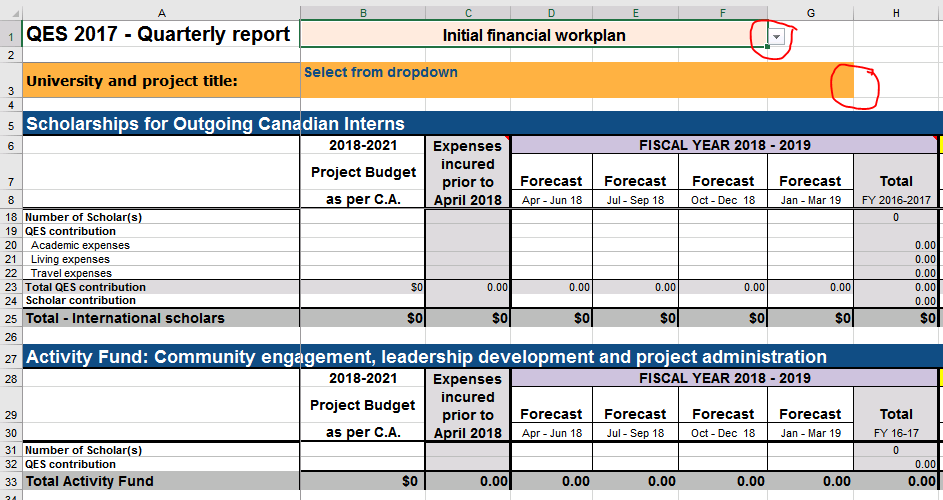 A B C D E F G H
1 QES 2017 - Quarterly report Initial financial workplan
2
3 University and project title: Select from dropdown
4
5 Scholarships for Outgoing Canadian Interns
6 2018-2021 Expenses FISCAL YEAR 2018 - 2019
7 Project Budget incured prior to Forecast Forecast Forecast Forecast Total
8 as per C.A. April 2018 Apr - Jun 18 Jul - Sep 18 Oct - Dec 18 Jan - Mar 19 FY 2016-2017
18 Number of Scholar(s) 0
19 QES contribution
20 Academic expenses 0.00
21 Living expenses 0.00
22 Travel expenses 0.00
23 Total QES contribution $0 0.00 0.00 0.00 0.00 0.00 0.00
24 Scholar contribution 0.00
25 Total - International scholars $0 $0 $0 $0 $0 $0 $0
26
27 Activity Fund: Community engagement, leadership development and project administration
28 2018-2021 Expenses FISCAL YEAR 2018 - 2019
29 Project Budget incured prior to Forecast Forecast Forecast Forecast Total
30 as per C.A. April 2018 Apr - Jun 18 Jul - Sep 18 Oct - Dec 18 Jan - Mar 19 FY 16-17
31 Number of Scholar(s) 0
32 QES contribution 0.00
33 Total Activity Fund $0 0.00 0.00 0.00 0.00 0.00 0.00